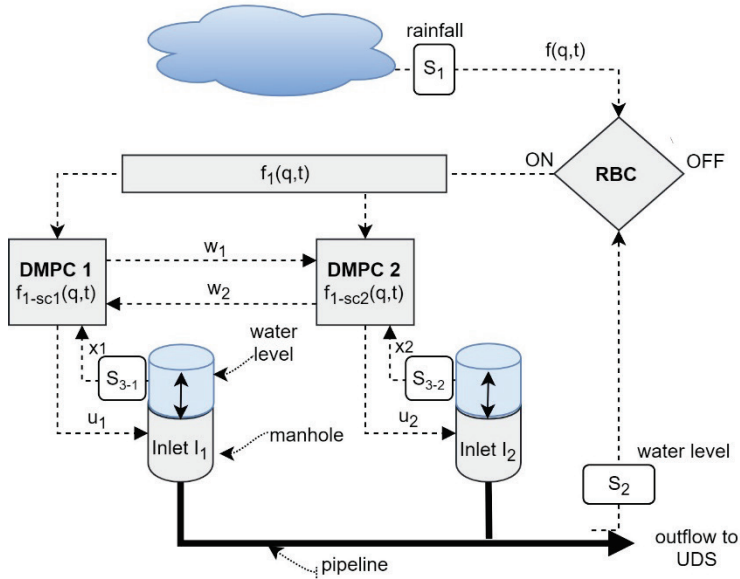 rainfall
S1
f(q,t)
ON
RBC
OFF
f1(q,t)
DMPC 1
f1-sc1(q,t)
w1
w2
DMPC 2
f1-sc2(q,t)
x1
S3-1
water
level
x2
S3-2
u1
Inlet I1
manhole
u2
Inlet I2
water level
S2
pipeline
outflow to
UDS